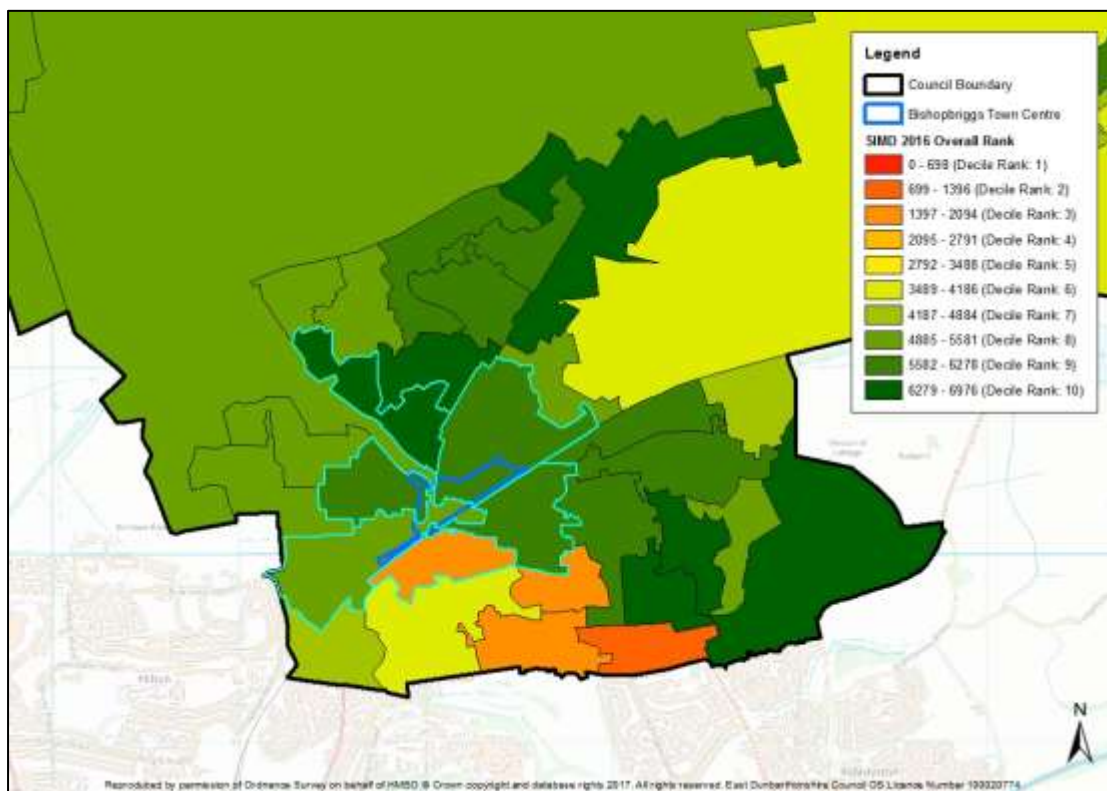 Legend
Council Boundary
Bishopbriggs Town Centre
SIMD 2016 Overall Rank
0 - 698 (Decile Rank: 1)
699 - 1396 (Decile Rank: 2)
1397 - 2094 (Decile Rank: 3)
2095 - 2791 (Decile Rank: 4)
2792 - 3488 (Decile Rank: 5)
3489 - 4186 (Decile Rank: 6)
4187 - 4884 (Decile Rank: 7)
4885 - 5581 (Decile Rank: 8)
5582 - 6278 (Decile Rank: 9)
6279 - 6976 (Decile Rank: 10)
N
Reproduced by permission of Ordnance Survey on behalf of HMSO © Crown copyright and database rights 2017. All rights reserved. East Dunbartonshire Council OS Licence Number 100020774